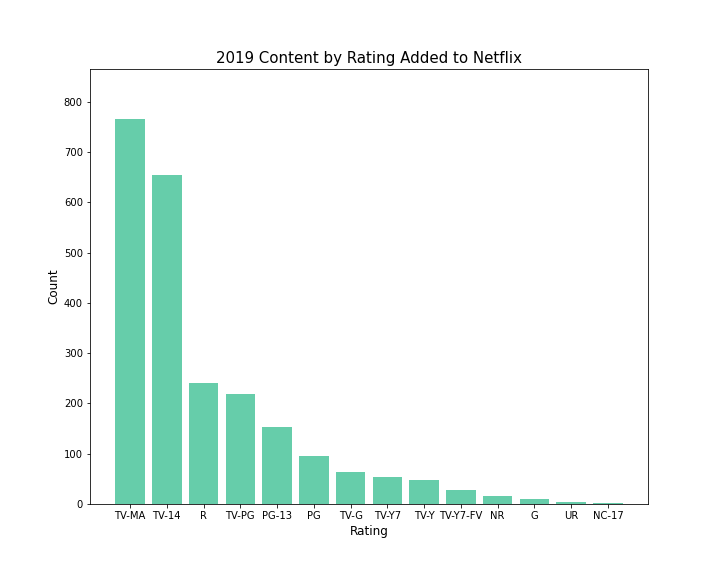 2019 Content by Rating Added to Netflix
800
700
600
500
400
300
200
100
0
Count
TV-MA TV-14 R TV-PG PG-13 PG TV-G TV-Y7 TV-Y TV-Y7-FV NR G UR NC-17
Rating